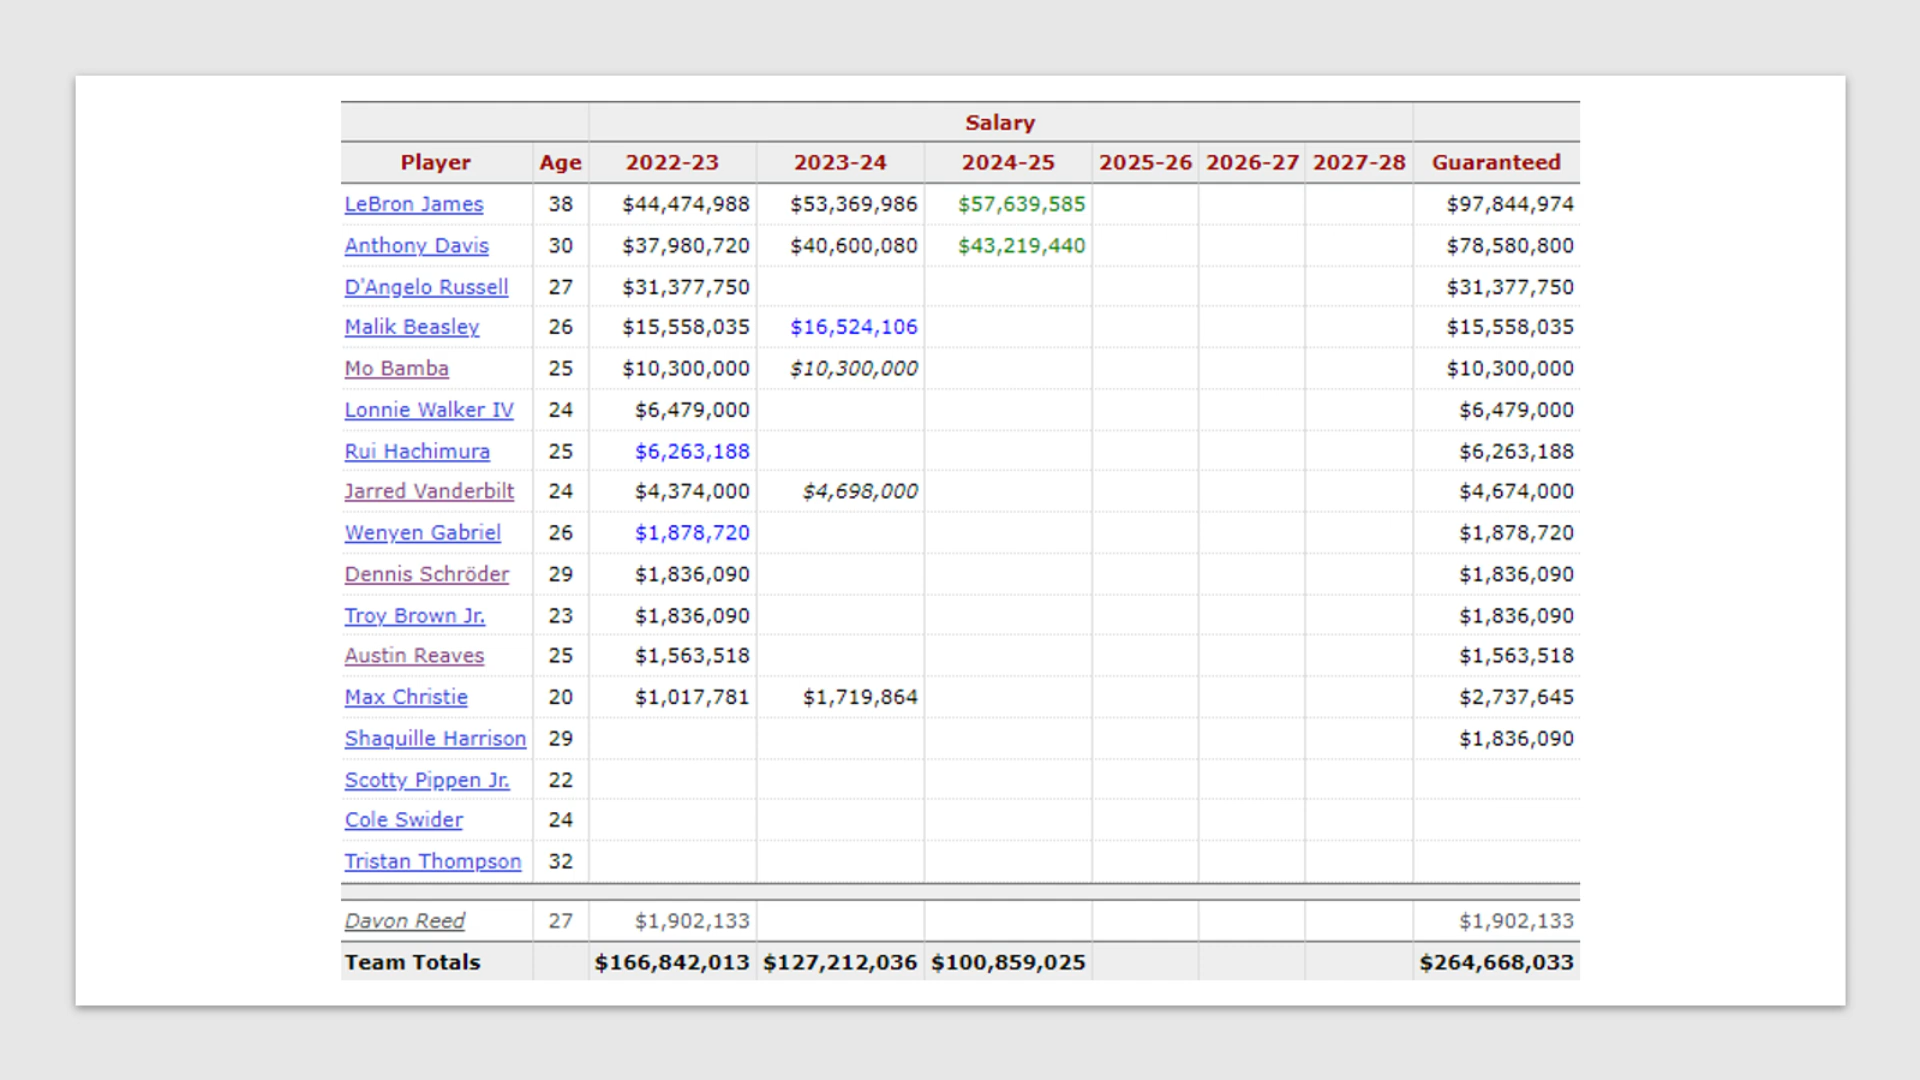 Salary
Player Age 2022-23 2023-24 2024-25 2025-26 2026-27 2027-28 Guaranteed
LeBron James 38 $44,474,988 $53,369,986 $57,639,585 $97,844,974
Anthony Davis 30 $37,980,720 $40,600,080 $43,219,440 $78,580,800
D'Angelo Russell 27 $31,377,750 $31,377,750
Malik Beasley 26 $15,558,035 $16,524,106 $15,558,035
Mo Bamba 25 $10,300,000 $10,300,000 $10,300,000
Lonnie Walker IV 24 $6,479,000 $6,479,000
Rui Hachimura 25 $6,263,188 $6,263,188
Jarred Vanderbilt 24 $4,374,000 $4,698,000 $4,674,000
Wenyen Gabriel 26 $1,878,720 $1,878,720
Dennis Schröder 29 $1,836,090 $1,836,090
Troy Brown Jr. 23 $1,836,090 $1,836,090
Austin Reaves 25 $1,563,518 $1,563,518
Max Christie 20 $1,017,781 $1,719,864 $2,737,645
Shaquille Harrison 29 $1,836,090
Scotty Pippen Jr. 22
Cole Swider 24
Tristan Thompson 32
Davon Reed 27 $1,902,133 $1,902,133
Team Totals $166,842,013 $127,212,036 $100,859,025 $264,668,033